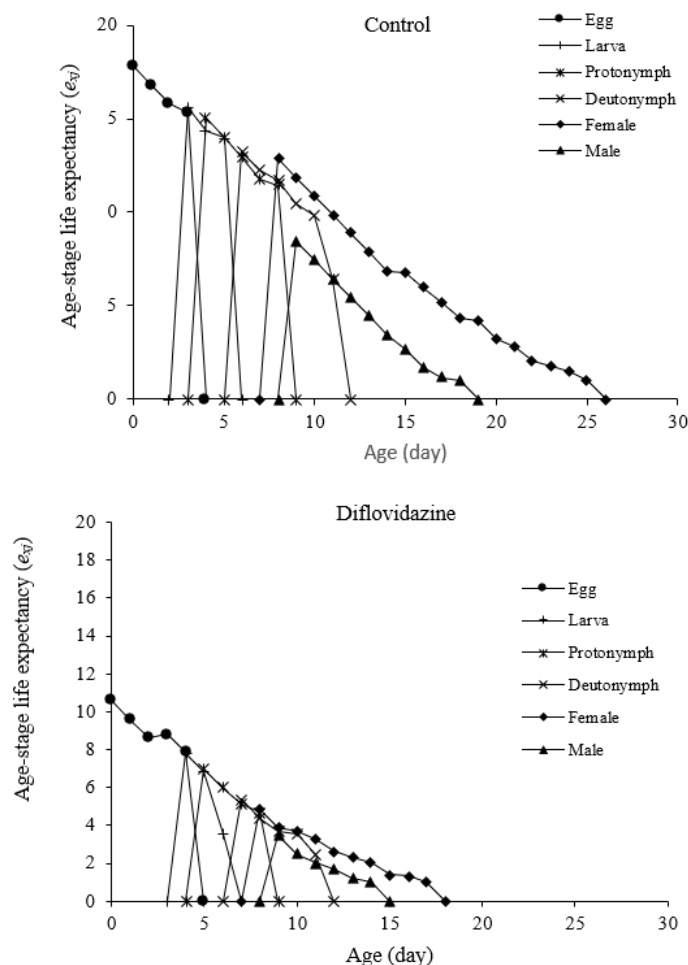 Control
Egg
Larva
Protonymph
Deutonymph
Female
Male
Age-stage life expectancy (exj)
20
5
0
5
0
0 5 10 15 20 25 30
Age (day)
Diflovidazine
Egg
Larva
Protonymph
Deutonymph
Female
Male
Age-stage life expectancy (exj)
20
18
16
14
12
10
8
6
4
2
0
0 5 10 15 20 25 30
Age (day)